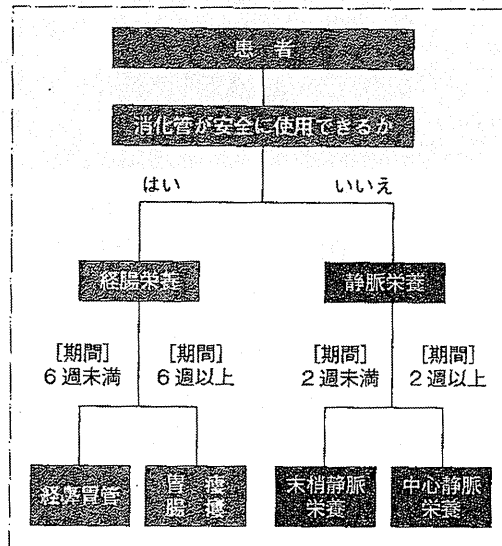 患者
消化管が安全に使用できるか
はい
いいえ
経腸栄養
静脈栄養
[期間]
6週未満
[期間]
6週以上
[期間]
2週未満
[期間]
2週以上
経鼻胃管
胃瘻
腸瘻
末梢静脈
栄養
中心静脈
栄養